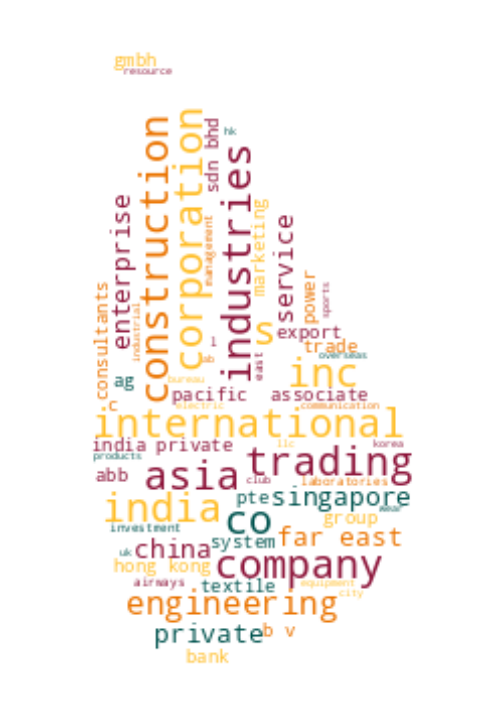 gmbh
resource
construction
corporation
sdn bhd
hk
industries
enterprise
management
marketing
service
consultants
industrial
power
sports
s
export
l
trade
lab
east
overseas
inc
ag
bureau
pacific
associate
c
electric
communication
international
india private
llc
korea
products
trading
abb
asia
club
laboratories
india
pte
singapore
wear
co
group
investment
system
far east
uk
china
hong kong
company
airways
textile
equipment
city
engineering
private
b v
bank